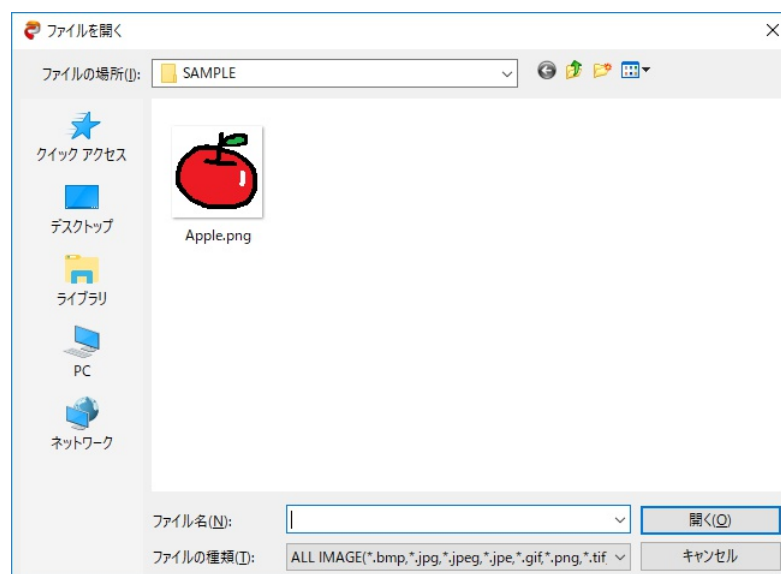 ファイルを開く
ファイルの場所(I):
SAMPLE
クイック アクセス
デスクトップ
ライブラリ
PC
ネットワーク
Apple.png
ファイル名(N):
開く(O)
ファイルの種類(T):
ALL IMAGE(*.bmp,*.jpg,*.jpeg,*.jpe,*.gif,*.png,*.tif,
キャンセル